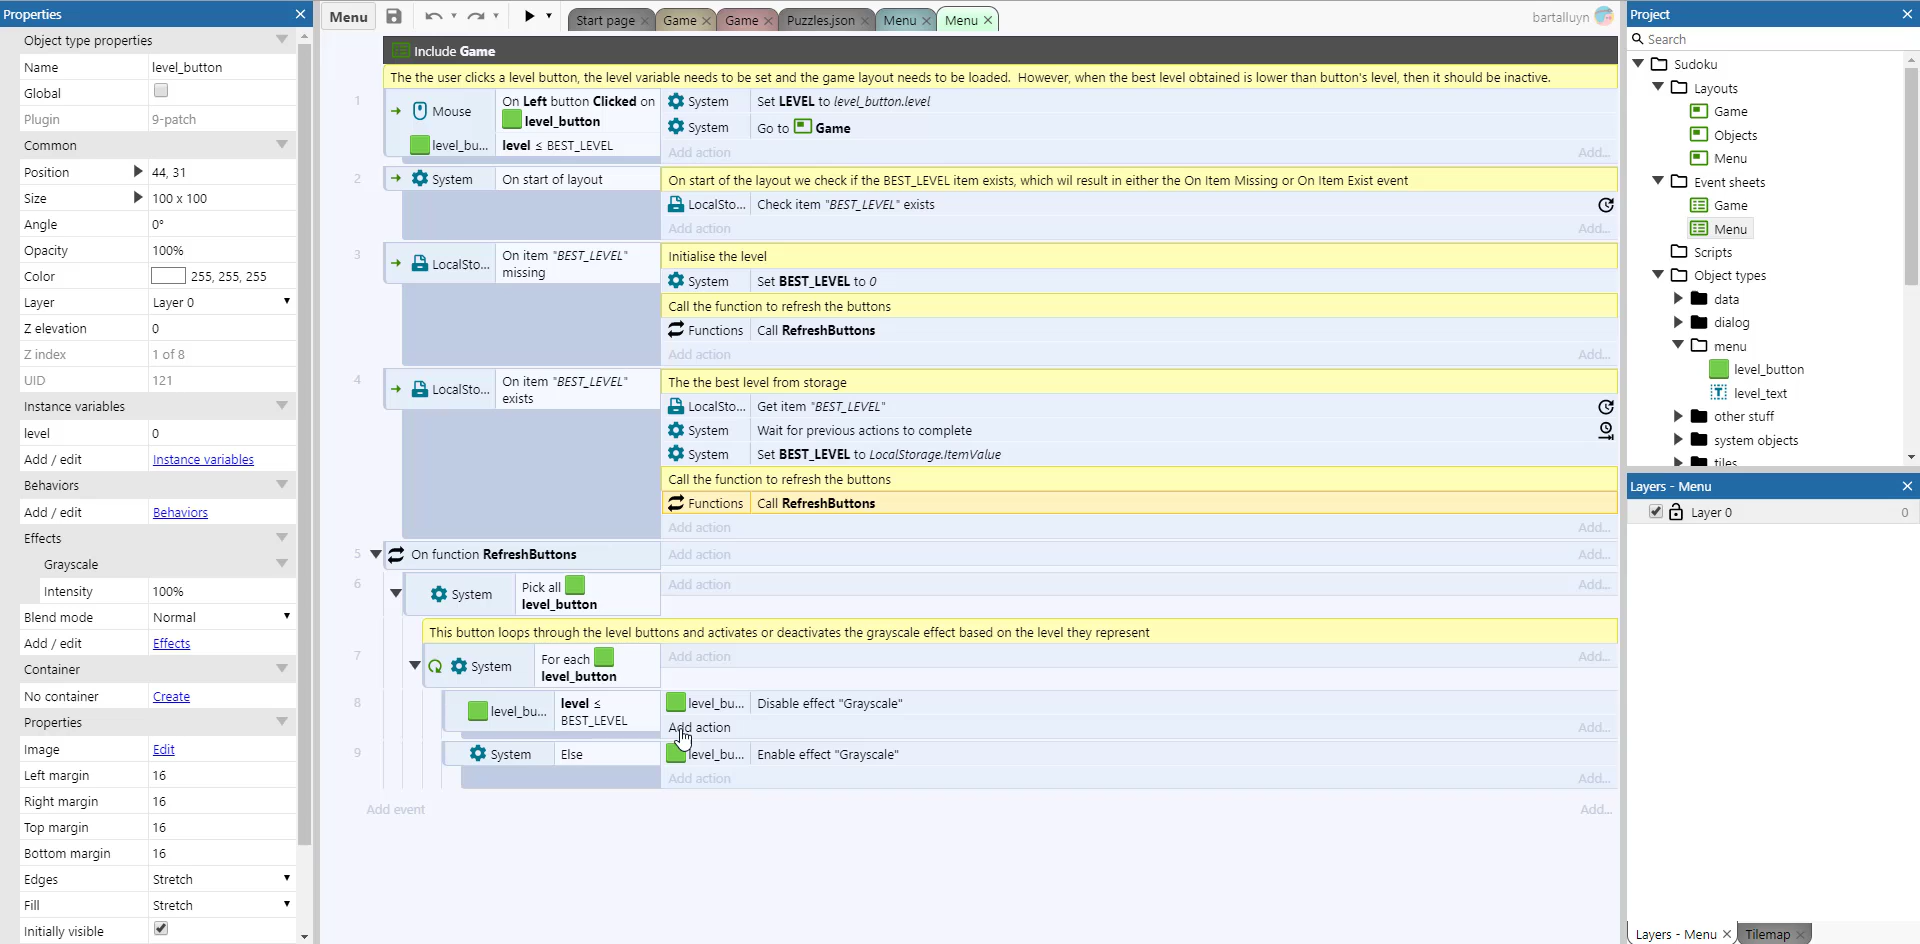 Properties
Object type properties
Name level_button
Global
Plugin 9-patch
Common
Position 44, 31
Size 100 x 100
Angle 0°
Opacity 100%
Color 255, 255, 255
Layer Layer 0
Z elevation 0
Z index 1 of 8
UID 121
Instance variables
level 0
Add / edit Instance variables
Behaviors
Add / edit Behaviors
Effects
Grayscale
Intensity 100%
Blend mode Normal
Add / edit Effects
Container
No container Create
Properties
Image Edit
Left margin 16
Right margin 16
Top margin 16
Bottom margin 16
Edges Stretch
Fill Stretch
Initially visible
Menu
Start page
Game
Game
Puzzles.json
Menu
Menu
bartalluyn
Include Game
The the user clicks a level button, the level variable needs to be set and the game layout needs to be loaded. However, when the best level obtained is lower than button's level, then it should be inactive.
1 Mouse On Left button Clicked on level_button
level_bu... level ≤ BEST_LEVEL
System Set LEVEL to level_button.level
System Go to Game
Add action Add...
2 System On start of layout
On start of the layout we check if the BEST_LEVEL item exists, which wil result in either the On Item Missing or On Item Exist event
LocalSto... Check item "BEST_LEVEL" exists
Add action Add...
3 LocalSto... On item "BEST_LEVEL" missing
Initialise the level
System Set BEST_LEVEL to 0
Call the function to refresh the buttons
Functions Call RefreshButtons
Add action Add...
4 LocalSto... On item "BEST_LEVEL" exists
The the best level from storage
LocalSto... Get item "BEST_LEVEL"
System Wait for previous actions to complete
System Set BEST_LEVEL to LocalStorage.ItemValue
Call the function to refresh the buttons
Functions Call RefreshButtons
Add action Add...
5 On function RefreshButtons Add action Add...
6 System Pick all level_button Add action Add...
This button loops through the level buttons and activates or deactivates the grayscale effect based on the level they represent
7 System For each level_button Add action Add...
8 level_bu... level ≤ BEST_LEVEL
level_bu... Disable effect "Grayscale"
Add action Add...
9 System Else
level_bu... Enable effect "Grayscale"
Add action Add...
Add event Add...
Project
Search
Sudoku
Layouts
Game
Objects
Menu
Event sheets
Game
Menu
Scripts
Object types
data
dialog
menu
level_button
level_text
other stuff
system objects
tiles
Layers - Menu
Layer 0 0
Layers - Menu
Tilemap